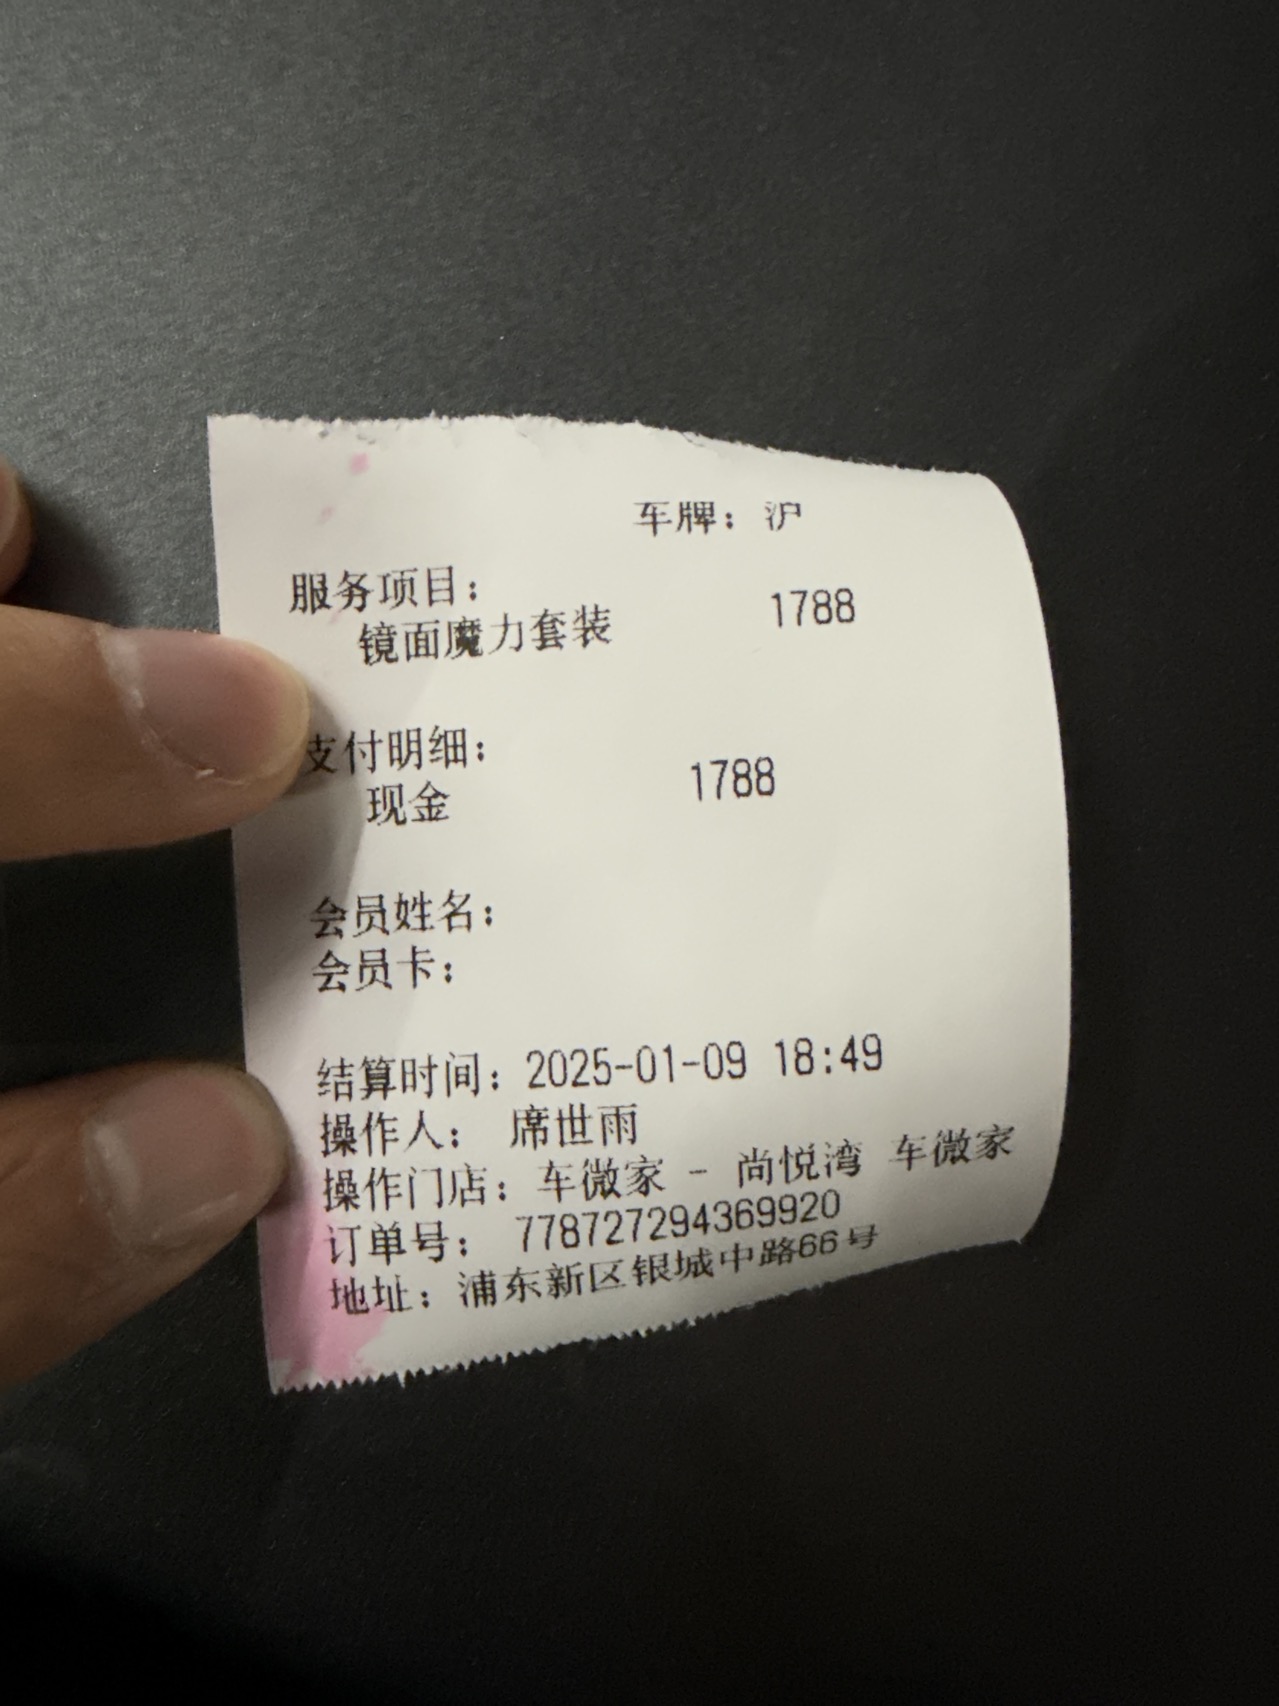 车牌：沪
服务项目：
镜面魔力套装 1788
支付明细：
现金 1788
会员姓名：
会员卡：
结算时间：2025-01-09 18:49
操作人： 席世雨
操作门店：车微家 - 尚悦湾 车微家
订单号： 778727294369920
地址：浦东新区银城中路66号